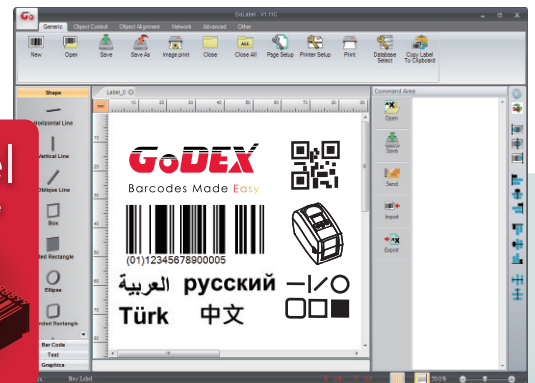 Go
GoLabel - V1.11C
Generic Object Control Object Alignment Network Advanced Other
New Open Save Save As Image print Close Close All Page Setup Printer Setup Print Database Select Copy Label To Clipboard
Shape
Label_0
Command Area
Horizontal Line
Vertical Line
Oblique Line
Box
Ellipse
Bar Code
Text
Graphics
GoDEX
Barcodes Made Easy
(01)12345678900005
العربية русский
Türk 中文
Open
Save
Send
Import
Export
New Label